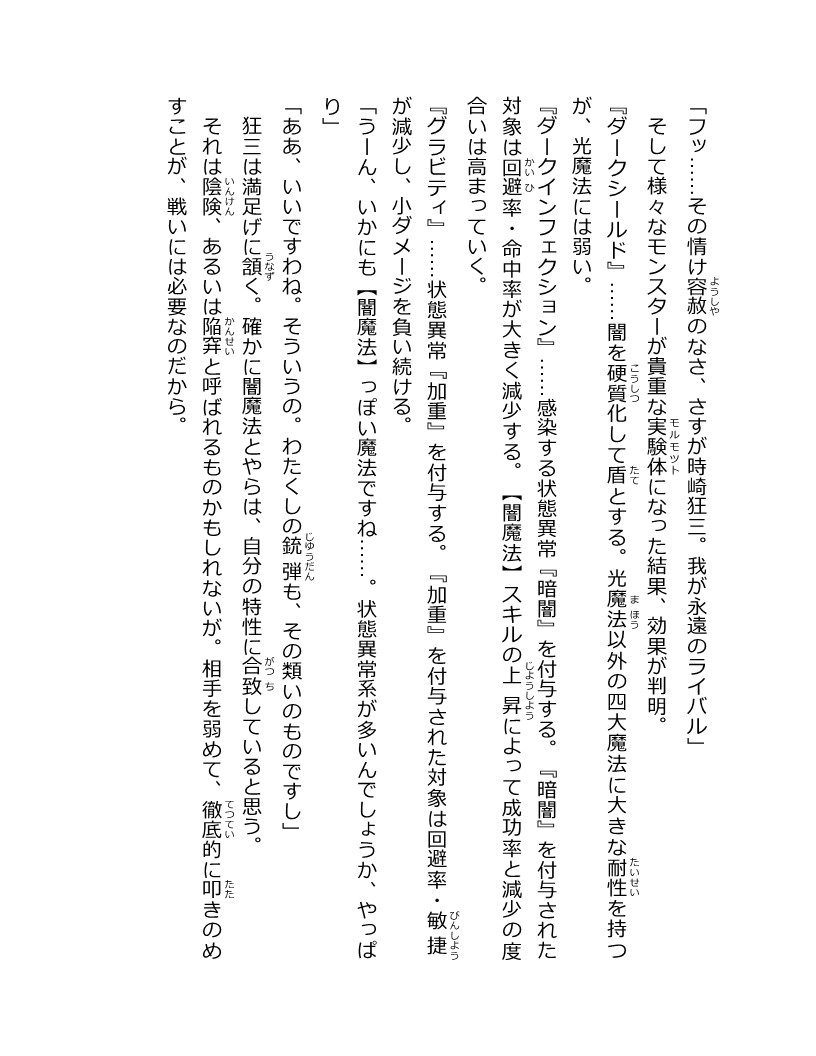 「フッ……その情け容赦のなさ、さすが時崎狂三。我が永遠のライバル」
そして様々なモンスターが貴重な実験体になった結果、効果が判明。
『ダークシールド』……闇を硬質化して盾とする。光魔法以外の四大魔法に大きな耐性を持つ
が、光魔法には弱い。
『ダークインフェクション』……感染する状態異常『暗闇』を付与する。『暗闇』を付与された
対象は回避率・命中率が大きく減少する。【闇魔法】スキルの上昇によって成功率と減少の度
合いは高まっていく。
『グラビティ』……状態異常『加重』を付与する。『加重』を付与された対象は回避率・敏捷
が減少し、小ダメージを負い続ける。
「うーん、いかにも【闇魔法】っぽい魔法ですね……。状態異常系が多いんでしょうか、やっぱ
り」
「ああ、いいですわね。そういうの。わたくしの銃弾も、その類いのものですし」
狂三は満足げに頷く。確かに闇魔法とやらは、自分の特性に合致していると思う。
それは陰険、あるいは陥穽と呼ばれるものかもしれないが。相手を弱めて、徹底的に叩きのめ
すことが、戦いには必要なのだから。